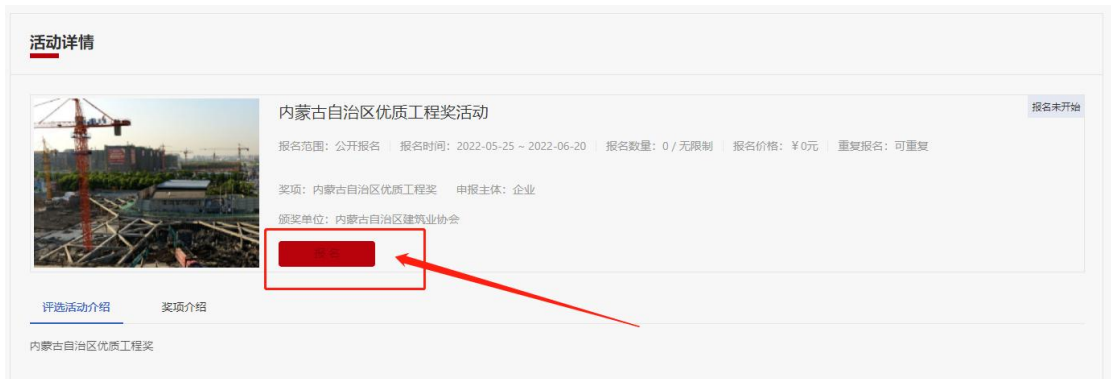 活动详情
内蒙古自治区优质工程奖活动
报名未开始
报名范围：公开报名 报名时间：2022-05-25 ~ 2022-06-20 报名数量：0 / 无限制 报名价格：￥0元 重复报名：可重复
奖项：内蒙古自治区优质工程奖 申报主体：企业
颁奖单位：内蒙古自治区建筑业协会
报名
评选活动介绍 奖项介绍
内蒙古自治区优质工程奖